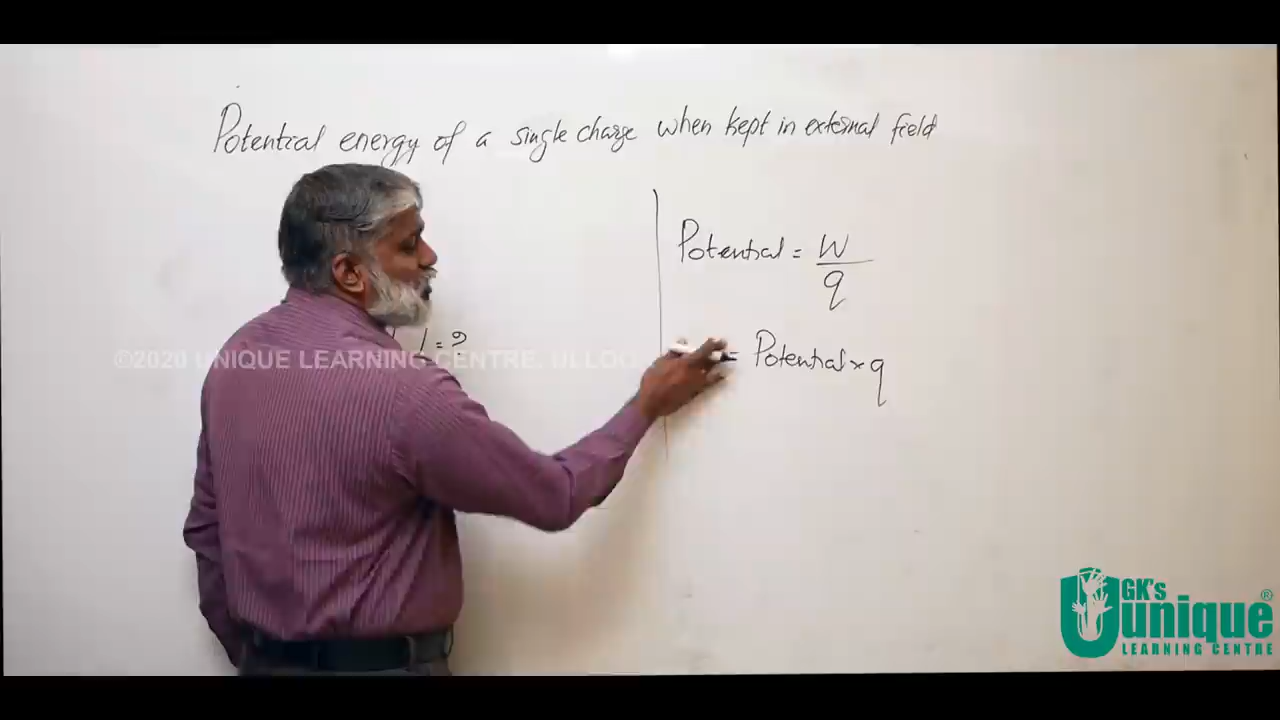 Potential energy of a single charge when kept in external field
Potential = W
q
= ?
©2020 UNIQUE LEARNING CENTRE,
= Potential × q
GK's
unique ®
LEARNING CENTRE